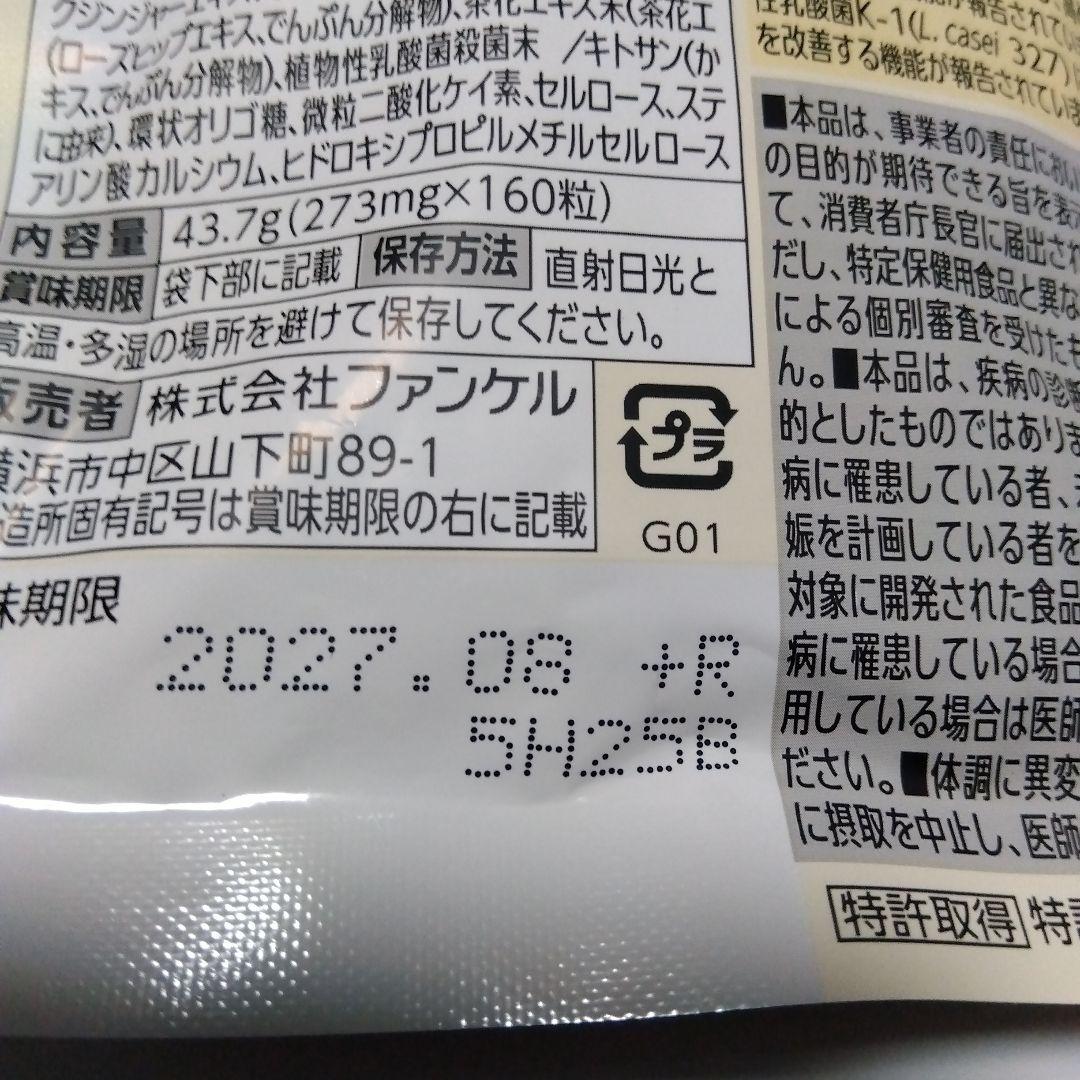 (ローズヒップエキス、でんぷん分解物)、茶花エキス末(茶花エ
キス、でんぷん分解物)、植物性乳酸菌殺菌末 /キトサン(か
に由来)、環状オリゴ糖、微粒二酸化ケイ素、セルロース、ステ
アリン酸カルシウム、ヒドロキシプロピルメチルセルロース
内容量 43.7g(273mg×160粒)
賞味期限 袋下部に記載 保存方法 直射日光と
高温・多湿の場所を避けて保存してください。
販売者 株式会社ファンケル
横浜市中区山下町89-1
造所固有記号は賞味期限の右に記載
プラ
G01
味期限
2027.08 +R
5H25B
性乳酸菌K-1(L. casei 327)
を改善する機能が報告されていま
■本品は、事業者の責任におい
の目的が期待できる旨を表示
て、消費者庁長官に届出され
だし、特定保健用食品と異な
による個別審査を受けたも
ん。■本品は、疾病の診断
的としたものではありま
病に罹患している者、未
娠を計画している者を
対象に開発された食品
病に罹患している場合
用している場合は医師
ださい。■体調に異変
に摂取を中止し、医師
特許取得 特許